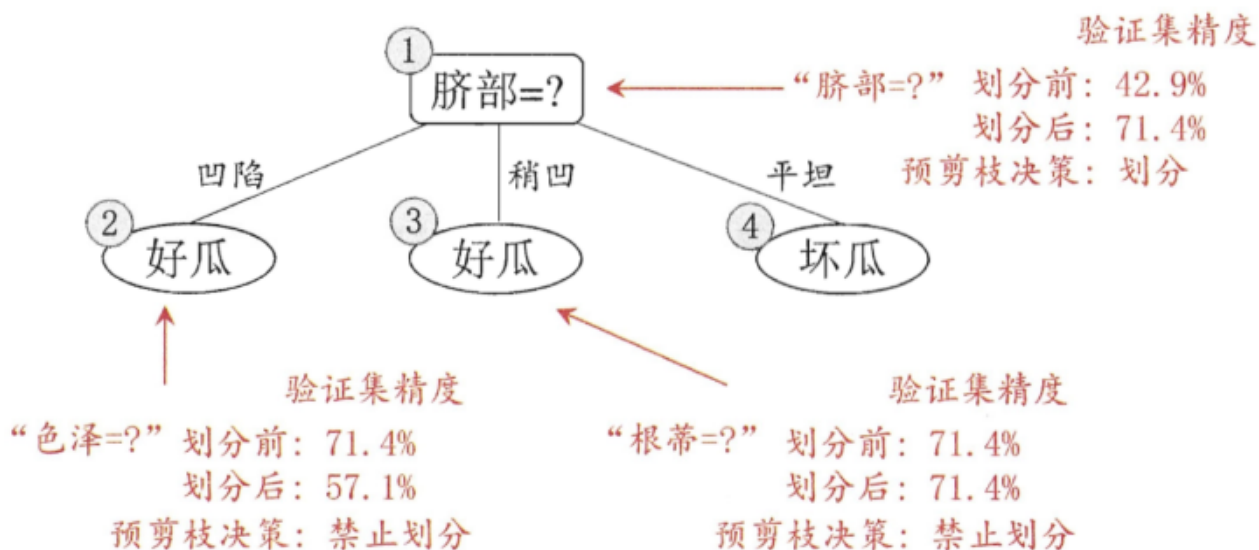 验证集精度
①
脐部=?
“脐部=?” 划分前: 42.9%
划分后: 71.4%
预剪枝决策: 划分
凹陷
稍凹
平坦
②
好瓜
③
好瓜
④
坏瓜
验证集精度
“色泽=?” 划分前: 71.4%
划分后: 57.1%
预剪枝决策: 禁止划分
验证集精度
“根蒂=?” 划分前: 71.4%
划分后: 71.4%
预剪枝决策: 禁止划分